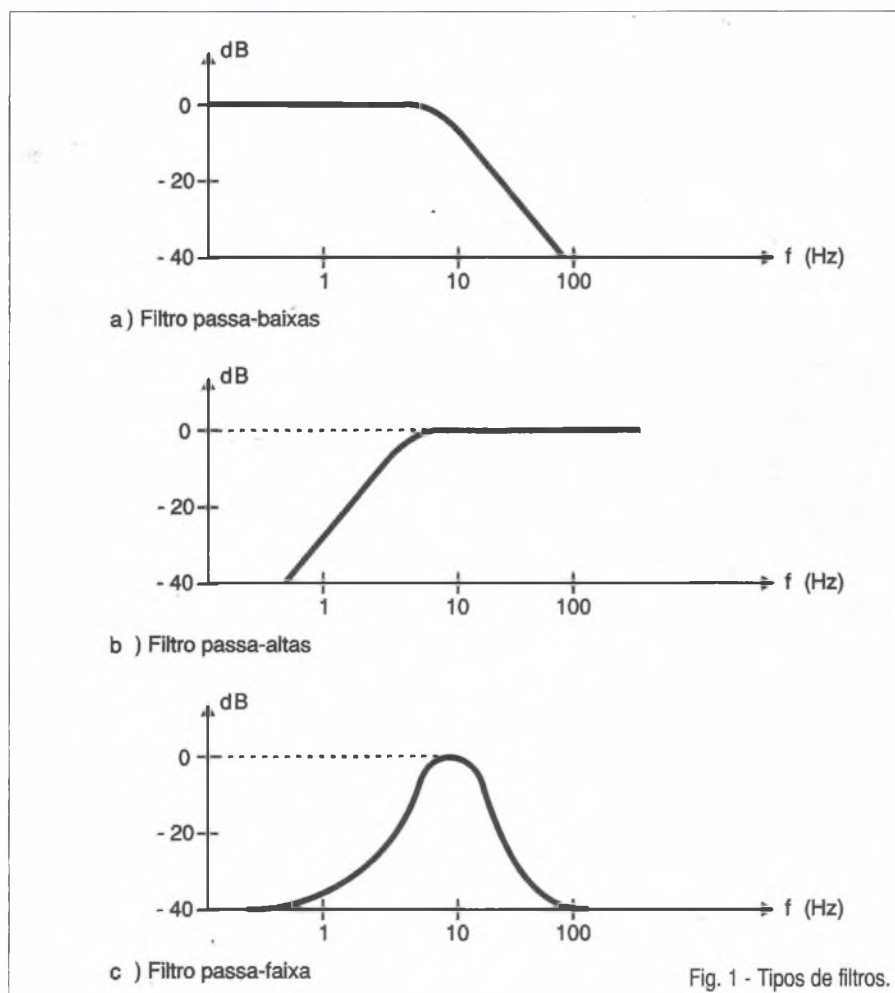 dB
0
- 20
- 40
1 10 100 f (Hz)
a ) Filtro passa-baixas
dB
0
- 20
- 40
1 10 100 f (Hz)
b ) Filtro passa-altas
dB
0
- 20
- 40
1 10 100 f (Hz)
c ) Filtro passa-faixa
Fig. 1 - Tipos de filtros.